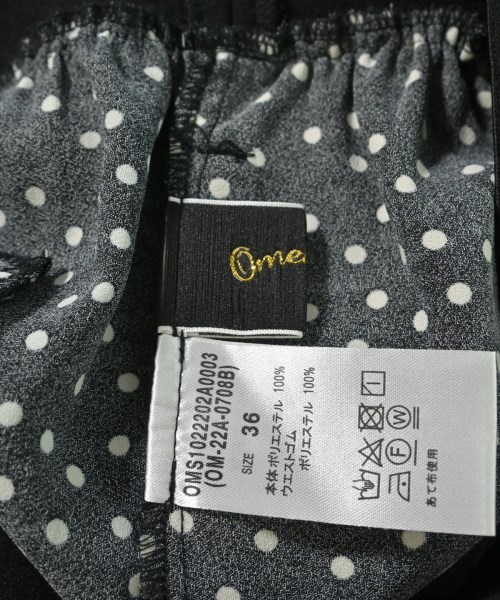 Ome
OMS1022202A0003
(OM-22A-0708B)
SIZE 36
本体 ポリエステル 100%
ウエストゴム
ポリエステル 100%
F W
あて布使用